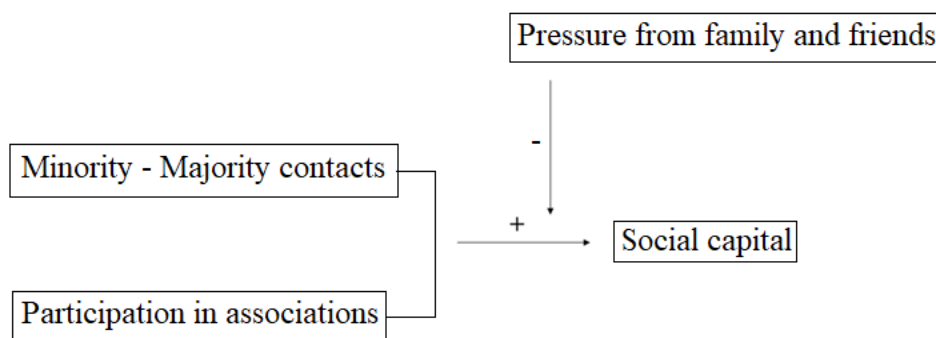 Pressure from family and friends
-
Minority - Majority contacts
+
Social capital
Participation in associations